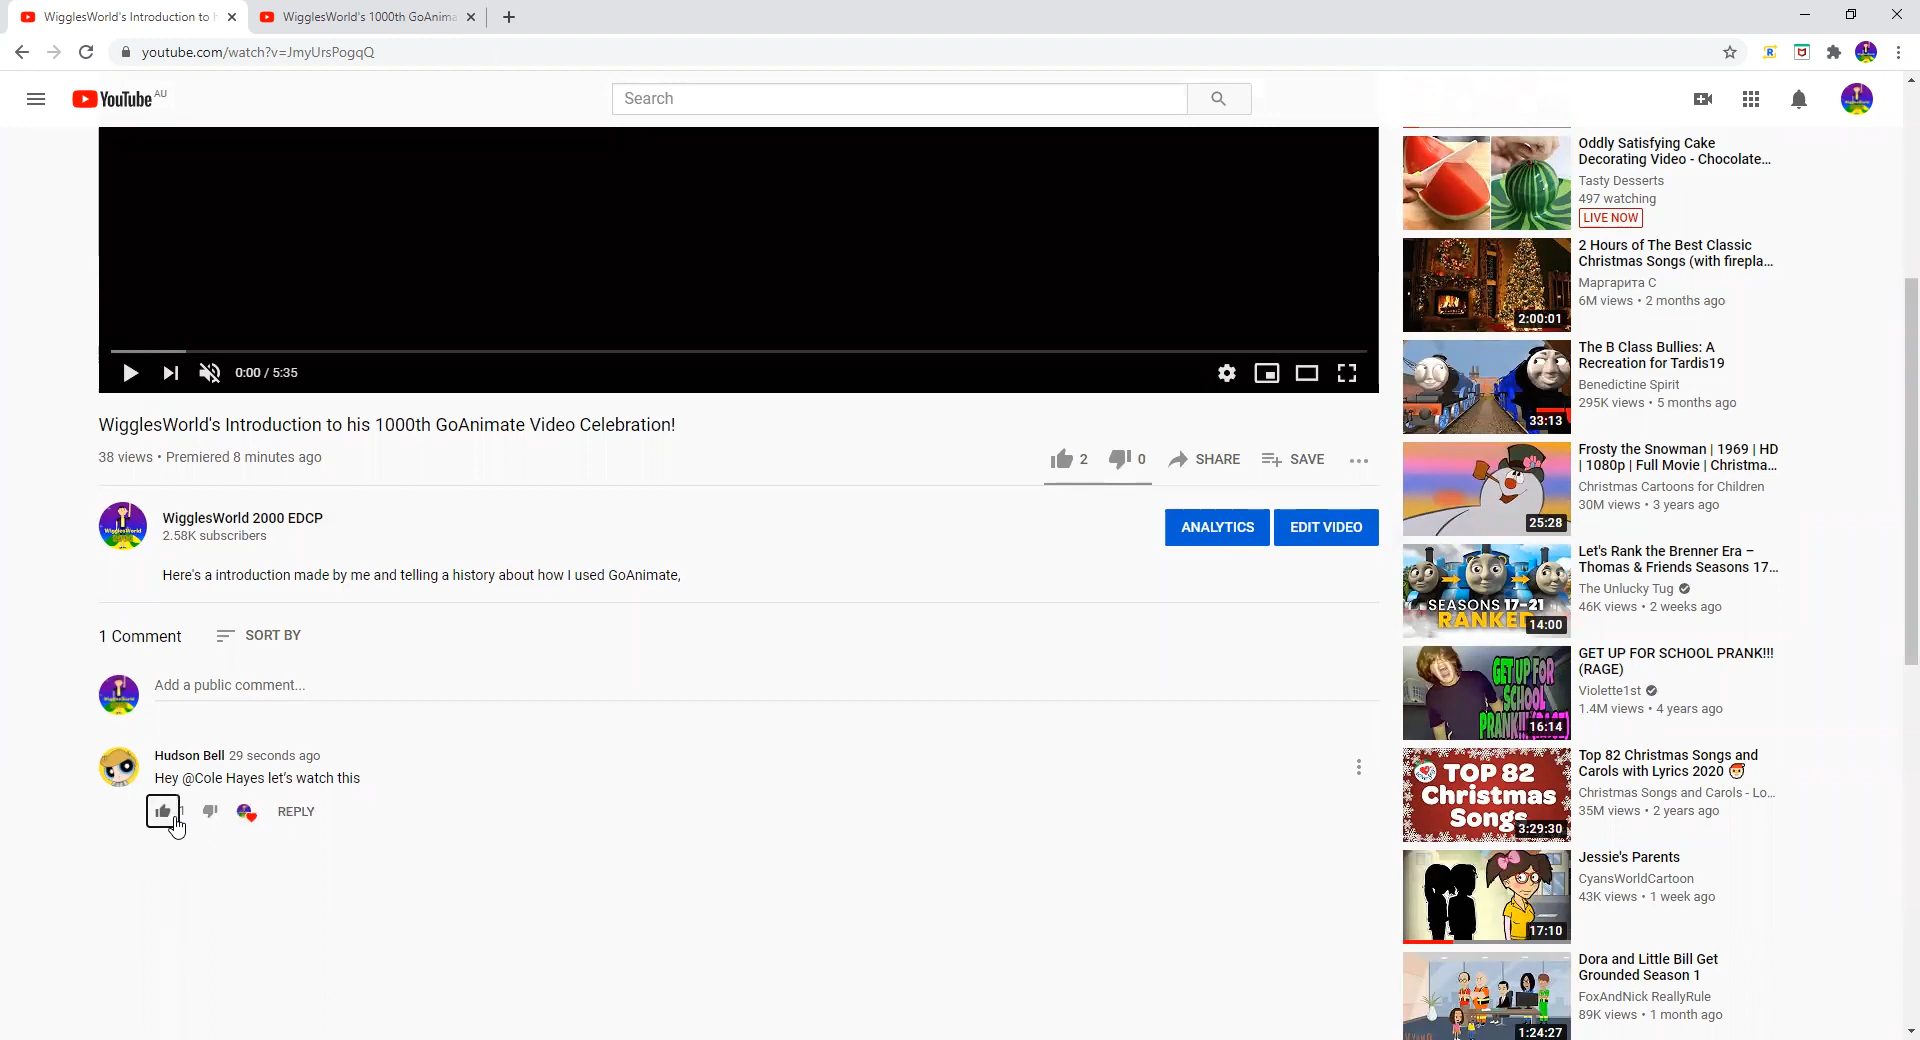 WigglesWorld's Introduction to h
WigglesWorld's 1000th GoAnima
youtube.com/watch?v=JmyUrsPogqQ
YouTube AU
Search
0:00 / 5:35
WigglesWorld's Introduction to his 1000th GoAnimate Video Celebration!
38 views • Premiered 8 minutes ago
2
0
SHARE
SAVE
WigglesWorld 2000 EDCP
2.58K subscribers
ANALYTICS
EDIT VIDEO
Here's a introduction made by me and telling a history about how I used GoAnimate,
1 Comment
SORT BY
Add a public comment...
Hudson Bell 29 seconds ago
Hey @Cole Hayes let's watch this
1
REPLY
Oddly Satisfying Cake
Decorating Video - Chocolate...
Tasty Desserts
497 watching
LIVE NOW
2:00:01
2 Hours of The Best Classic
Christmas Songs (with firepla...
Маргарита С
6M views • 2 months ago
33:13
The B Class Bullies: A
Recreation for Tardis19
Benedictine Spirit
295K views • 5 months ago
25:28
Frosty the Snowman | 1969 | HD
| 1080p | Full Movie | Christma...
Christmas Cartoons for Children
30M views • 3 years ago
SEASONS 17-21
RANKED
14:00
Let's Rank the Brenner Era –
Thomas & Friends Seasons 17...
The Unlucky Tug
46K views • 2 weeks ago
GET UP FOR
SCHOOL
PRANK!!! (RAGE)
16:14
GET UP FOR SCHOOL PRANK!!!
(RAGE)
Violette1st
1.4M views • 4 years ago
TOP 82
Christmas
Songs
3:29:30
Top 82 Christmas Songs and
Carols with Lyrics 2020
Christmas Songs and Carols - Lo...
35M views • 2 years ago
17:10
Jessie's Parents
CyansWorldCartoon
43K views • 1 week ago
1:24:27
Dora and Little Bill Get
Grounded Season 1
FoxAndNick ReallyRule
89K views • 1 month ago